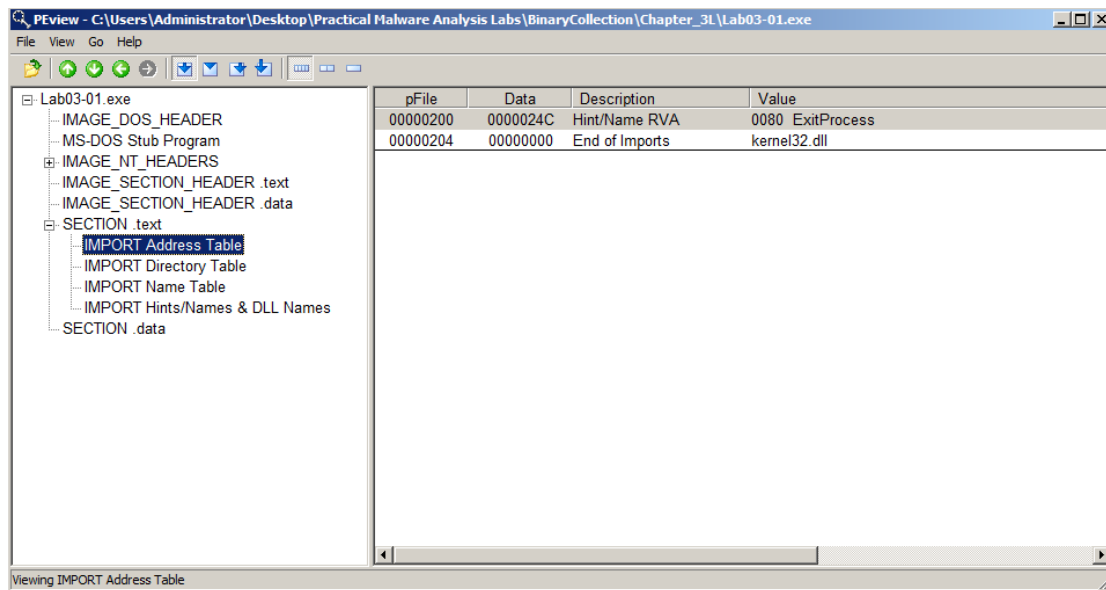 PEview - C:\Users\Administrator\Desktop\Practical Malware Analysis Labs\BinaryCollection\Chapter_3L\Lab03-01.exe
File View Go Help
Lab03-01.exe
IMAGE_DOS_HEADER
MS-DOS Stub Program
IMAGE_NT_HEADERS
IMAGE_SECTION_HEADER .text
IMAGE_SECTION_HEADER .data
SECTION .text
IMPORT Address Table
IMPORT Directory Table
IMPORT Name Table
IMPORT Hints/Names & DLL Names
SECTION .data
pFile Data Description Value
00000200 0000024C Hint/Name RVA 0080 ExitProcess
00000204 00000000 End of Imports kernel32.dll
Viewing IMPORT Address Table